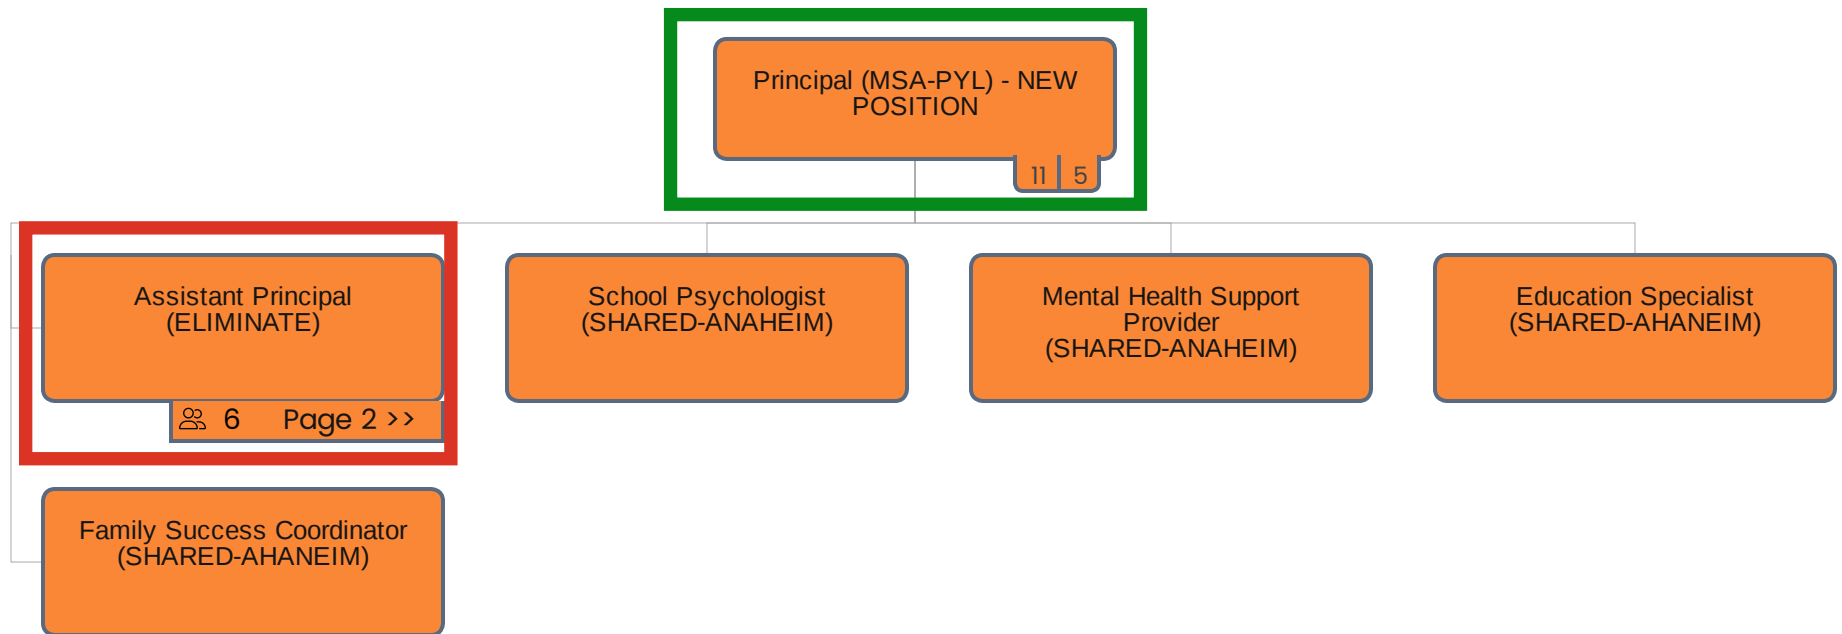 Principal (MSA-PYL) - NEW
POSITION
11 5
Assistant Principal
(ELIMINATE)
6 Page 2 >>
School Psychologist
(SHARED-ANAHEIM)
Mental Health Support
Provider
(SHARED-ANAHEIM)
Education Specialist
(SHARED-AHANEIM)
Family Success Coordinator
(SHARED-AHANEIM)